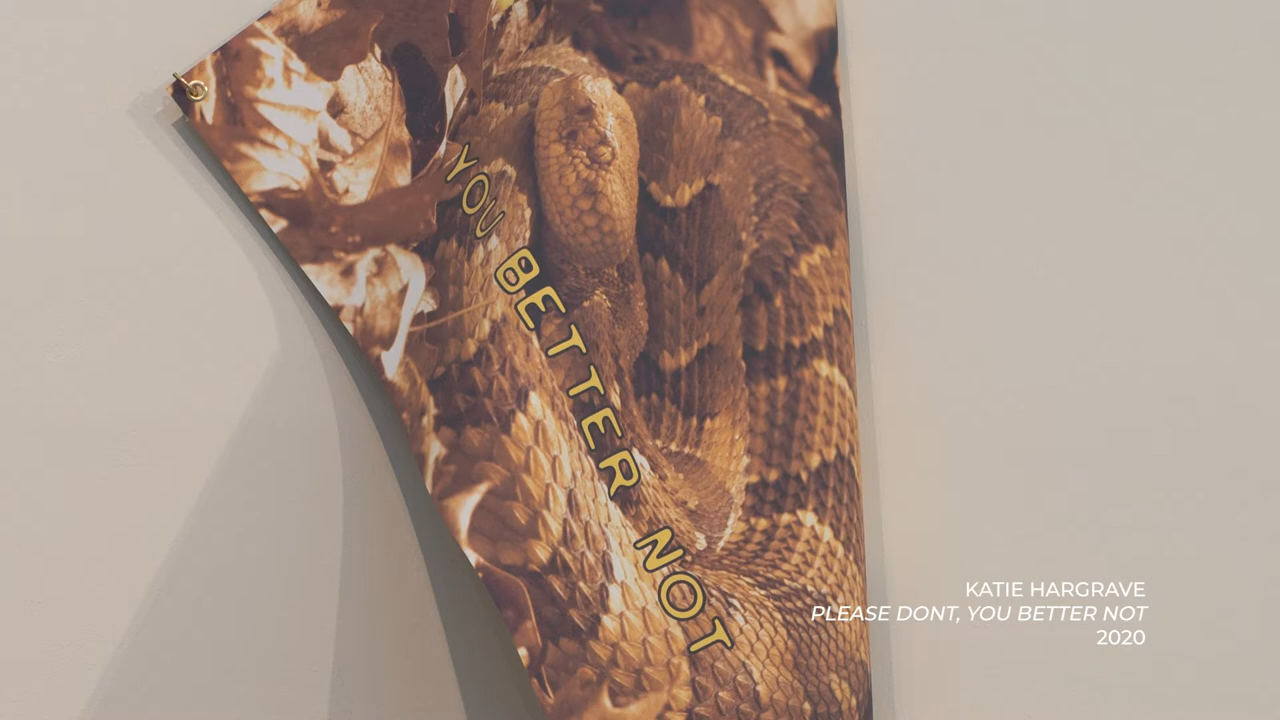 YOU BETTER NOT
KATIE HARGRAVE
PLEASE DONT, YOU BETTER NOT
2020